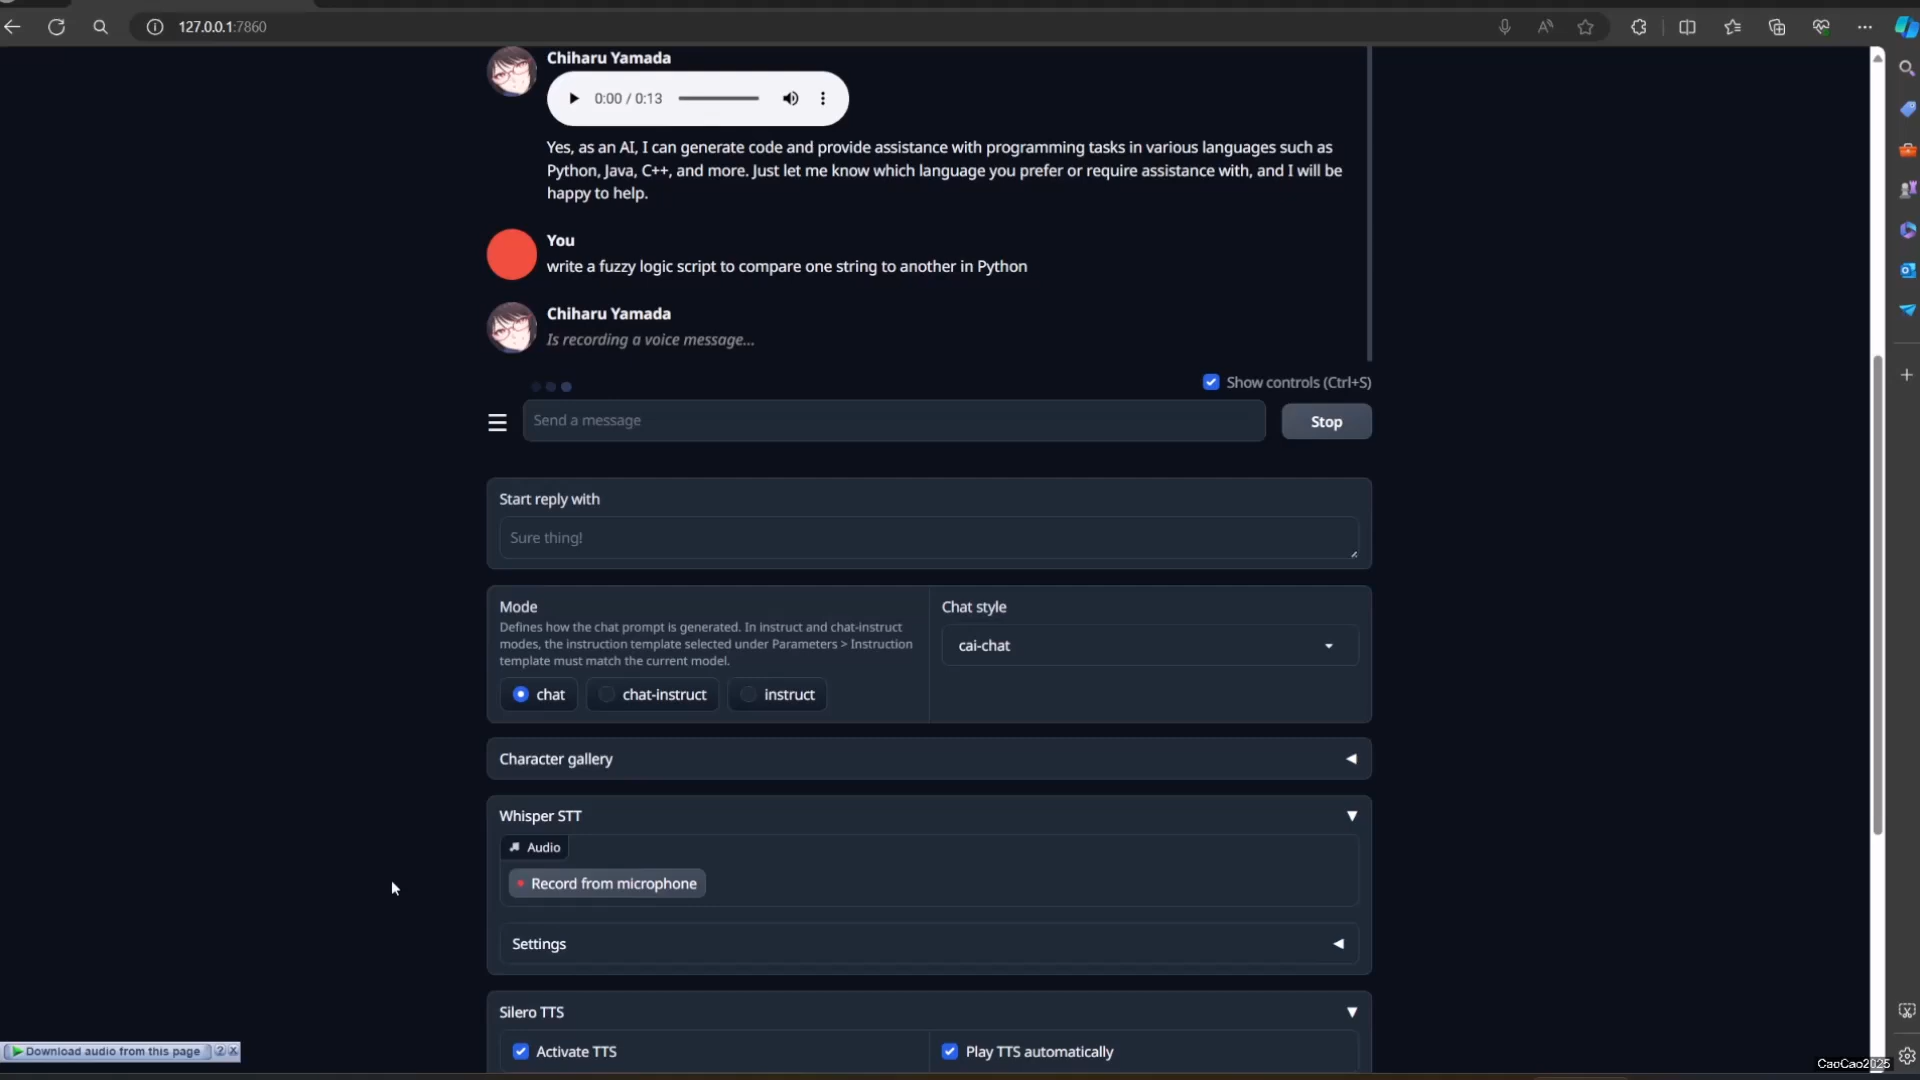 127.0.0.1:7860
Chiharu Yamada
0:00 / 0:13
Yes, as an AI, I can generate code and provide assistance with programming tasks in various languages such as
Python, Java, C++, and more. Just let me know which language you prefer or require assistance with, and I will be
happy to help.
You
write a fuzzy logic script to compare one string to another in Python
Chiharu Yamada
Is recording a voice message...
Show controls (Ctrl+S)
Send a message
Stop
Start reply with
Sure thing!
Mode
Defines how the chat prompt is generated. In instruct and chat-instruct
modes, the instruction template selected under Parameters > Instruction
template must match the current model.
chat
chat-instruct
instruct
Chat style
cai-chat
Character gallery
Whisper STT
Audio
Record from microphone
Settings
Silero TTS
Activate TTS
Play TTS automatically
Download audio from this page
CaoCao2025